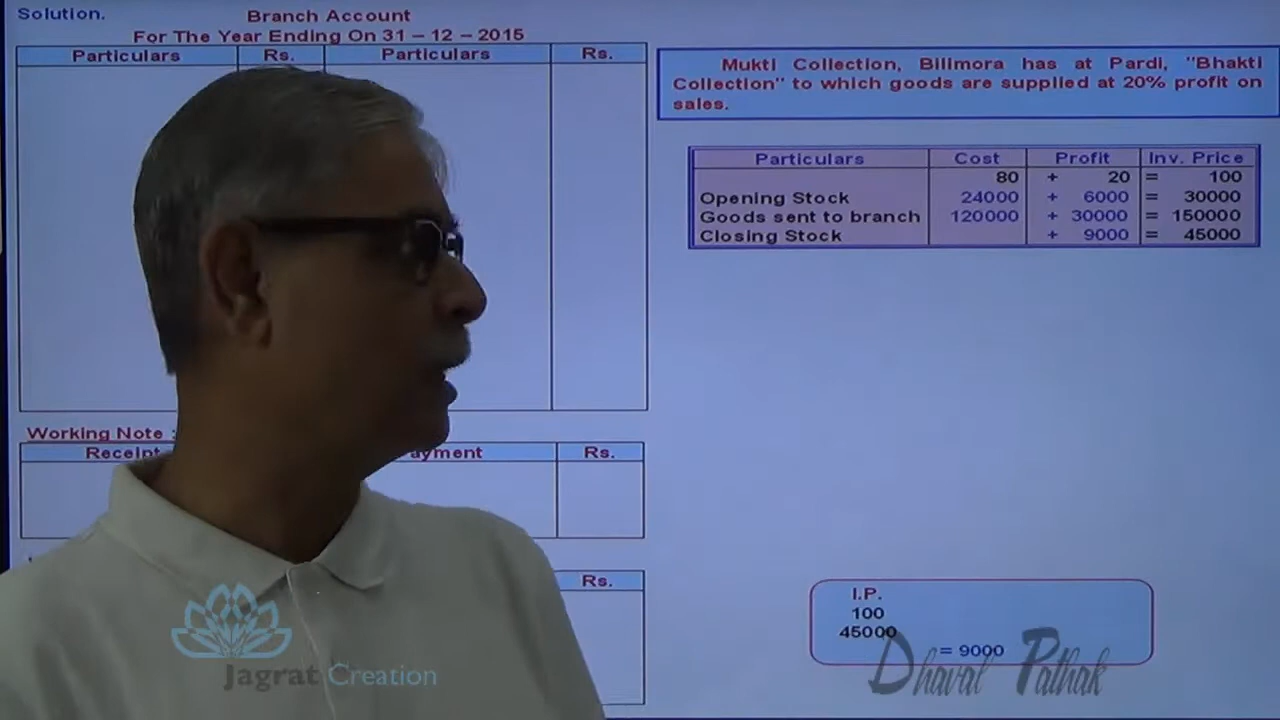 Solution.
Branch Account
For The Year Ending On 31 – 12 – 2015
Particulars Rs. Particulars Rs.
Working Note :
Receipt ayment Rs.
Rs.
Mukti Collection, Billmora has at Pardi, "Bhakti
Collection" to which goods are supplied at 20% profit on
sales.
Particulars Cost Profit Inv. Price
80 + 20 = 100
Opening Stock 24000 + 6000 = 30000
Goods sent to branch 120000 + 30000 = 150000
Closing Stock + 9000 = 45000
I.P.
100
45000
= 9000
Jagrat Creation
Dhaval Pathak